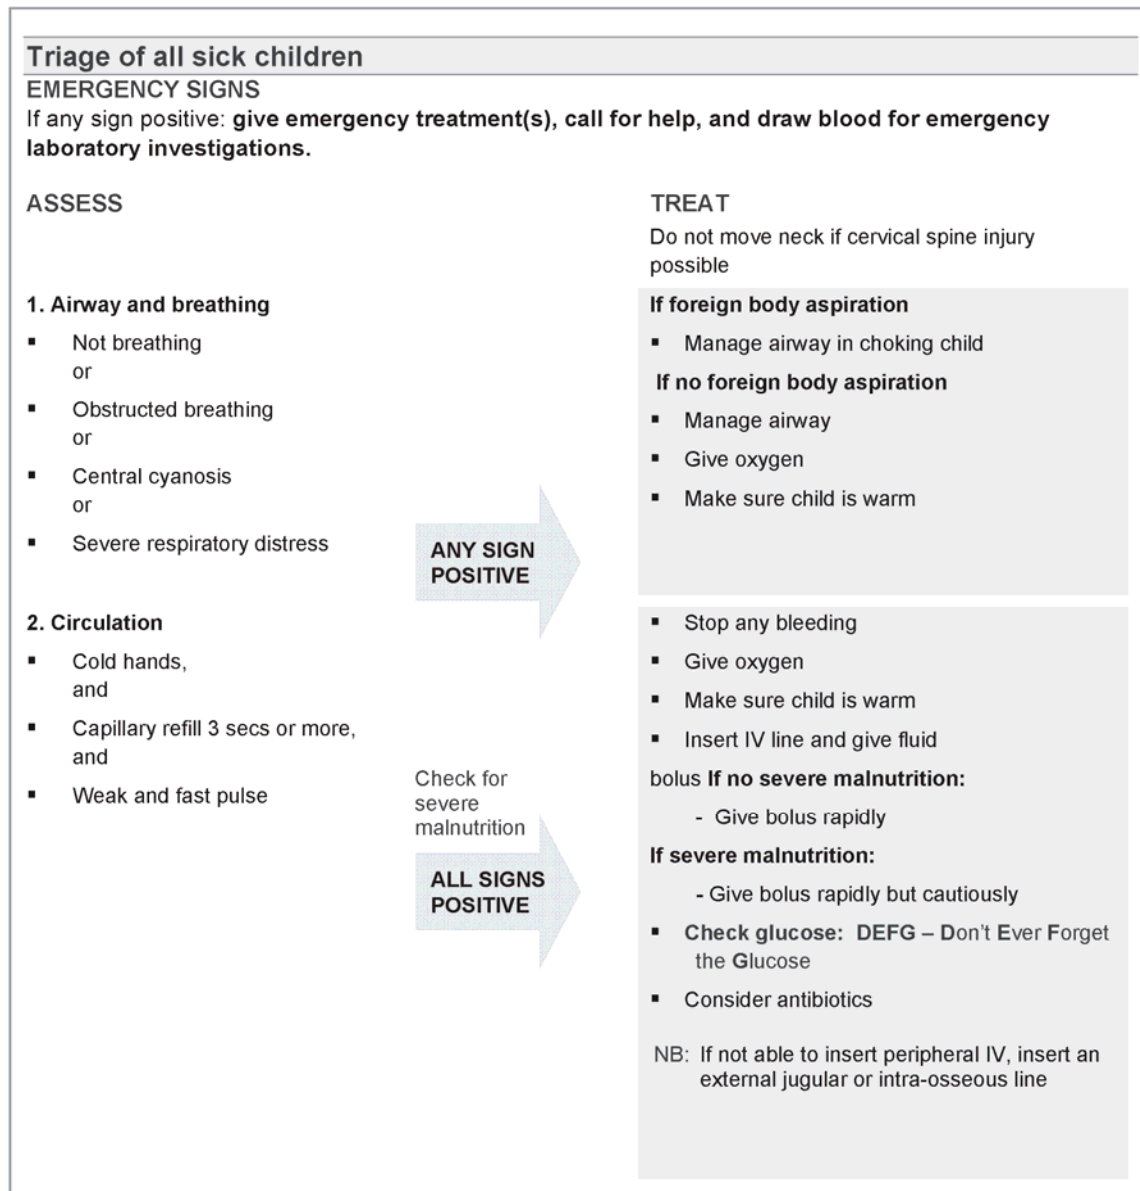 Triage of all sick children
EMERGENCY SIGNS
If any sign positive: give emergency treatment(s), call for help, and draw blood for emergency
laboratory investigations.
ASSESS
TREAT
Do not move neck if cervical spine injury
possible
1. Airway and breathing
▪ Not breathing
or
▪ Obstructed breathing
or
▪ Central cyanosis
or
▪ Severe respiratory distress
ANY SIGN
POSITIVE
If foreign body aspiration
▪ Manage airway in choking child
If no foreign body aspiration
▪ Manage airway
▪ Give oxygen
▪ Make sure child is warm
2. Circulation
▪ Cold hands,
and
▪ Capillary refill 3 secs or more,
and
▪ Weak and fast pulse
Check for
severe
malnutrition
ALL SIGNS
POSITIVE
▪ Stop any bleeding
▪ Give oxygen
▪ Make sure child is warm
▪ Insert IV line and give fluid
bolus If no severe malnutrition:
- Give bolus rapidly
If severe malnutrition:
- Give bolus rapidly but cautiously
▪ Check glucose: DEFG – Don't Ever Forget
the Glucose
▪ Consider antibiotics
NB: If not able to insert peripheral IV, insert an
external jugular or intra-osseous line